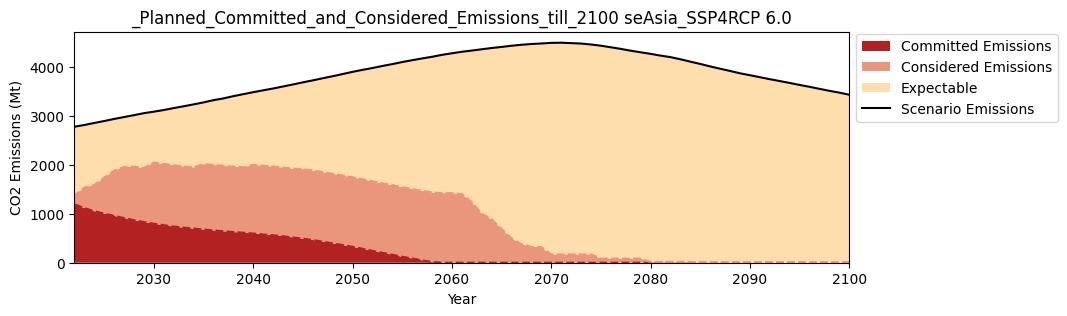 _Planned_Committed_and_Considered_Emissions_till_2100 seAsia_SSP4RCP 6.0
CO2 Emissions (Mt)
4000
3000
2000
1000
0
2030 2040 2050 2060 2070 2080 2090 2100
Year
Committed Emissions
Considered Emissions
Expectable
Scenario Emissions